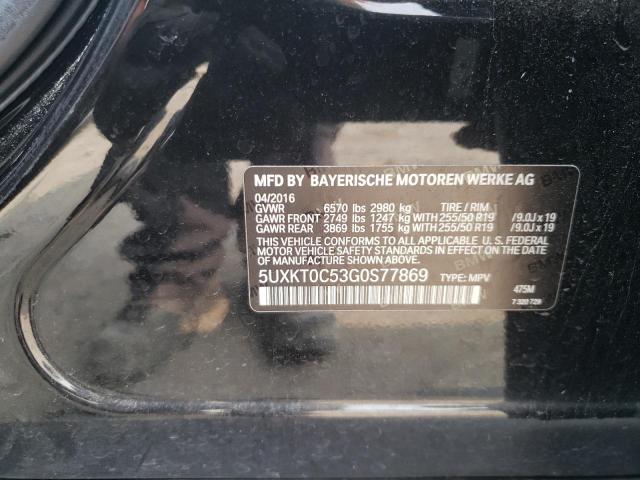 MFD BY BAYERISCHE MOTOREN WERKE AG
04/2016
GVWR 6570 lbs 2980 kg TIRE / RIM
GAWR FRONT 2749 lbs 1247 kg WITH 255/50 R19 /9.0J x 19
GAWR REAR 3869 lbs 1755 kg WITH 255/50 R19 /9.0J x 19
THIS VEHICLE CONFORMS TO ALL APPLICABLE U.S. FEDERAL
MOTOR VEHICLE SAFETY STANDARDS IN EFFECT ON THE DATE
OF MANUFACTURE SHOWN ABOVE.
5UXKT0C53G0S77869 TYPE: MPV
475M
7 320 729